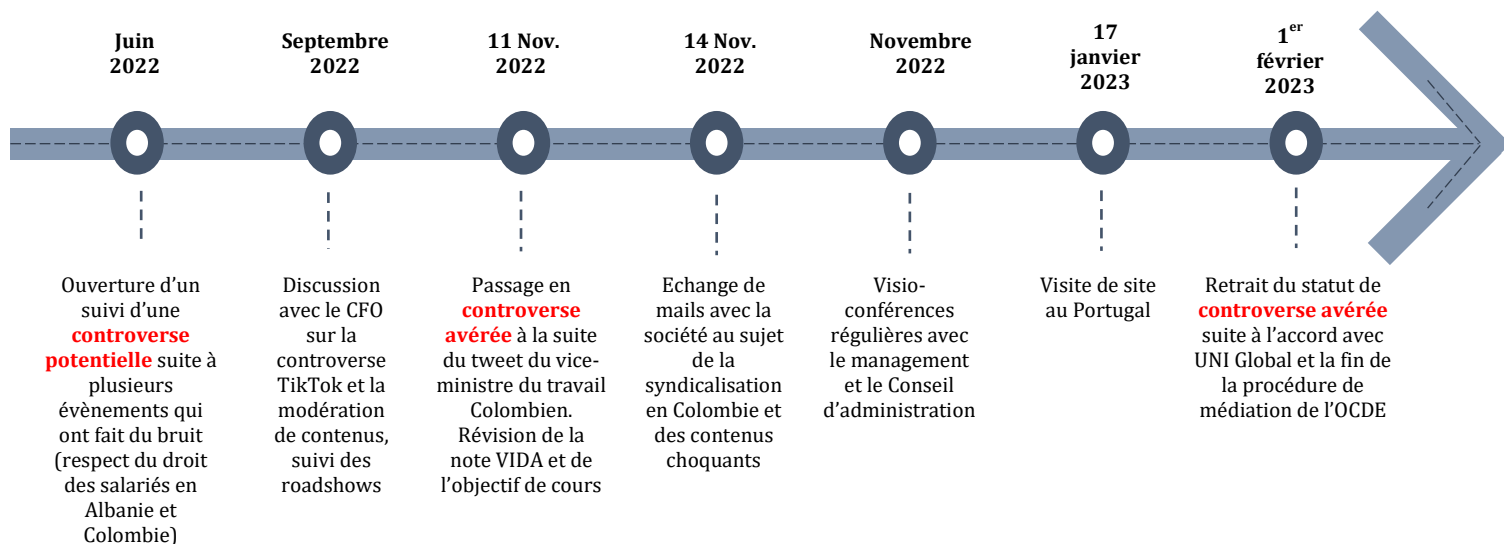 Juin
2022
Septembre
2022
11 Nov.
2022
14 Nov.
2022
Novembre
2022
17
janvier
2023
1er
février
2023
Ouverture d’un
suivi d’une
controverse
potentielle suite à
plusieurs
évènements qui
ont fait du bruit
(respect du droit
des salariés en
Albanie et
Colombie)
Discussion
avec le CFO
sur la
controverse
TikTok et la
modération
de contenus,
suivi des
roadshows
Passage en
controverse
avérée à la suite
du tweet du vice-
ministre du travail
Colombien.
Révision de la
note VIDA et de
l’objectif de cours
Echange de
mails avec la
société au sujet
de la
syndicalisation
en Colombie et
des contenus
choquants
Visio-
conférences
régulières avec
le management
et le Conseil
d’administration
Visite de site
au Portugal
Retrait du statut de
controverse avérée
suite à l’accord avec
UNI Global et la fin de
la procédure de
médiation de l’OCDE